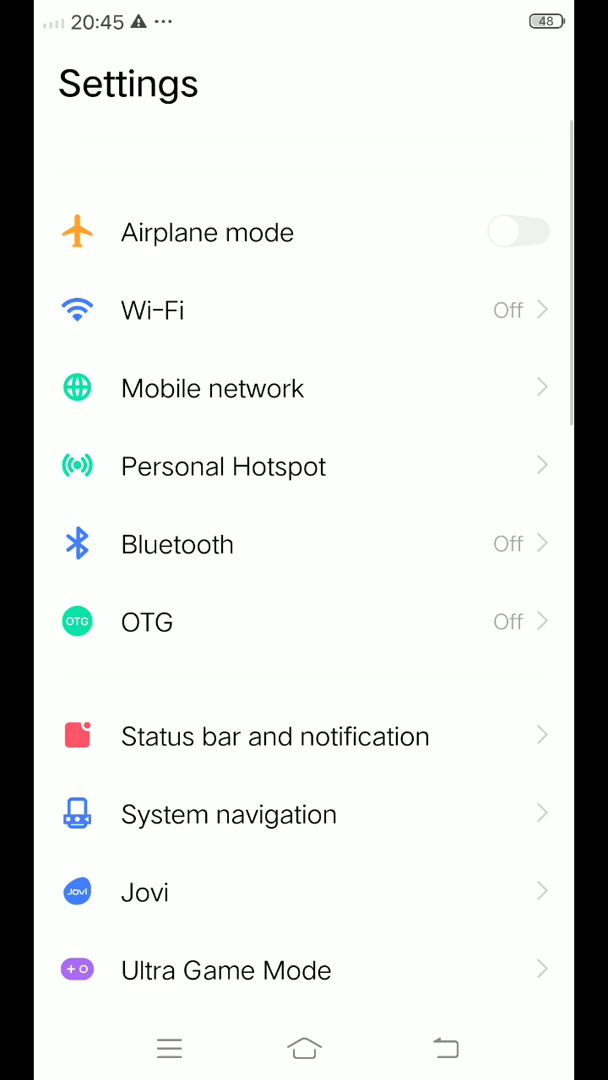 20:45 ...
48
Settings
Airplane mode
Wi-Fi Off
Mobile network
Personal Hotspot
Bluetooth Off
OTG OTG Off
Status bar and notification
System navigation
Jovi Jovi
Ultra Game Mode